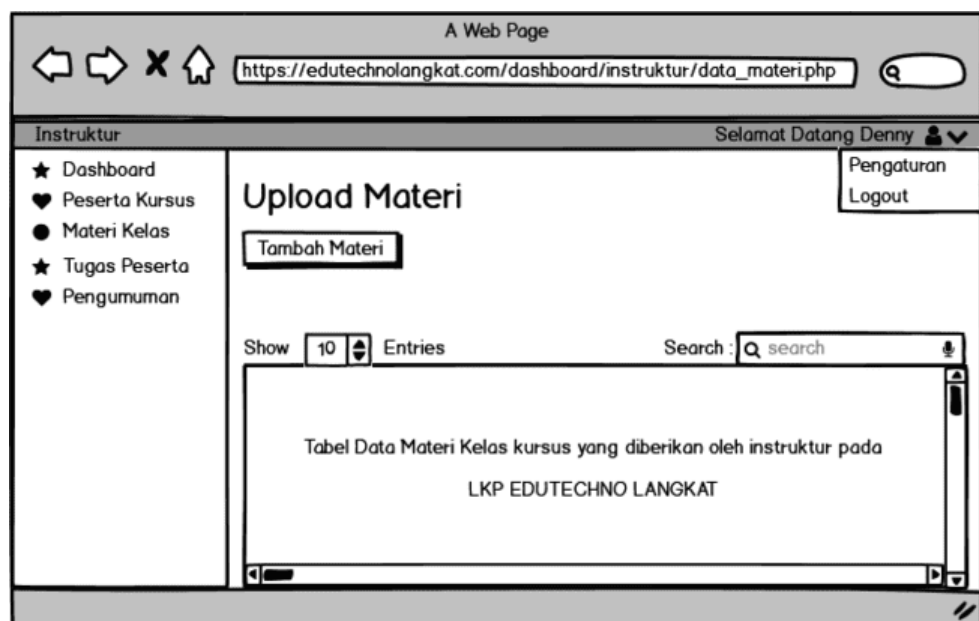 A Web Page
https://edutechnolangkat.com/dashboard/instruktur/data_materi.php
Instruktur
Selamat Datang Denny
Pengaturan
Logout
Dashboard
Peserta Kursus
Materi Kelas
Tugas Peserta
Pengumuman
Upload Materi
Tambah Materi
Show 10 Entries
Search : search
Tabel Data Materi Kelas kursus yang diberikan oleh instruktur pada
LKP EDUTECHNO LANGKAT